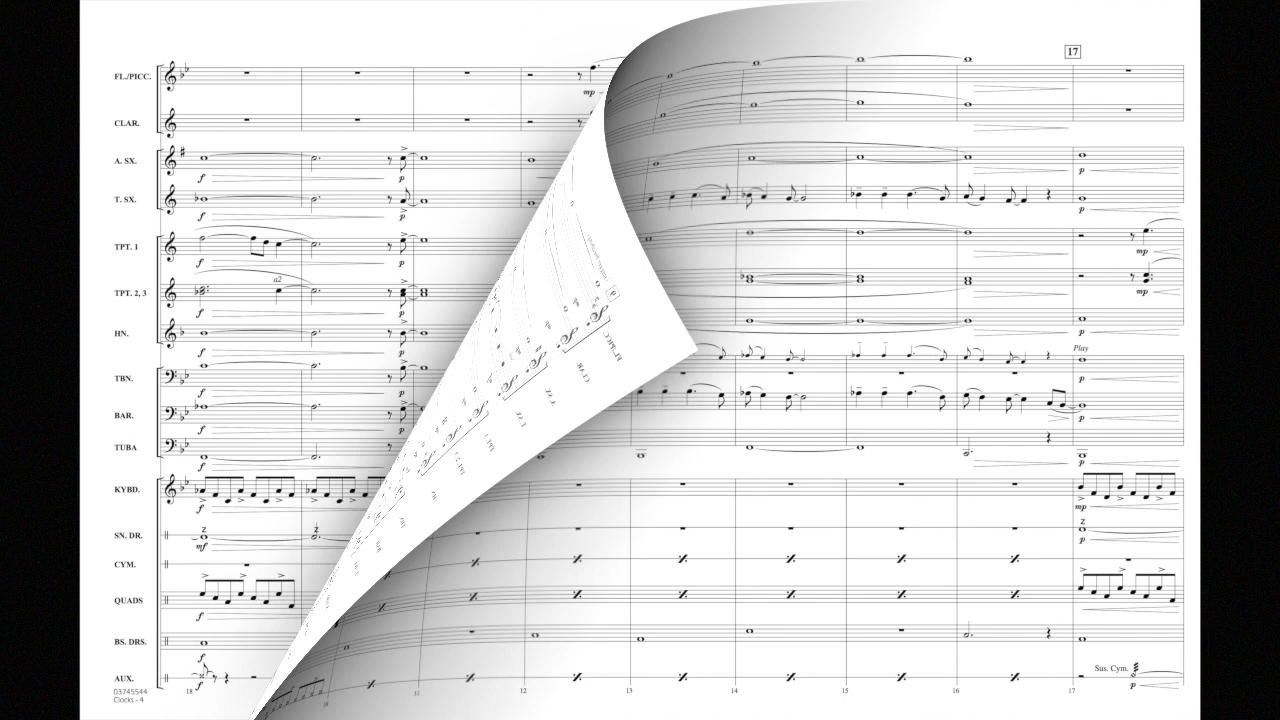 17
FL./PICC.
mp
CLAR.
A. SX.
f p
T. SX.
f p p
TPT. 1
f p mp
a2
TPT. 2, 3
f p mp
HN.
f p p
Play
TBN.
f p p
BAR.
f p p
TUBA
f p
KYBD.
f mp
SN. DR.
z z z
mf p
CYM.
QUADS
f
BS. DRS.
f
Sus. Cym.
AUX.
f p
03745544
Clocks - 4
18 11 12 13 14 15 16 17